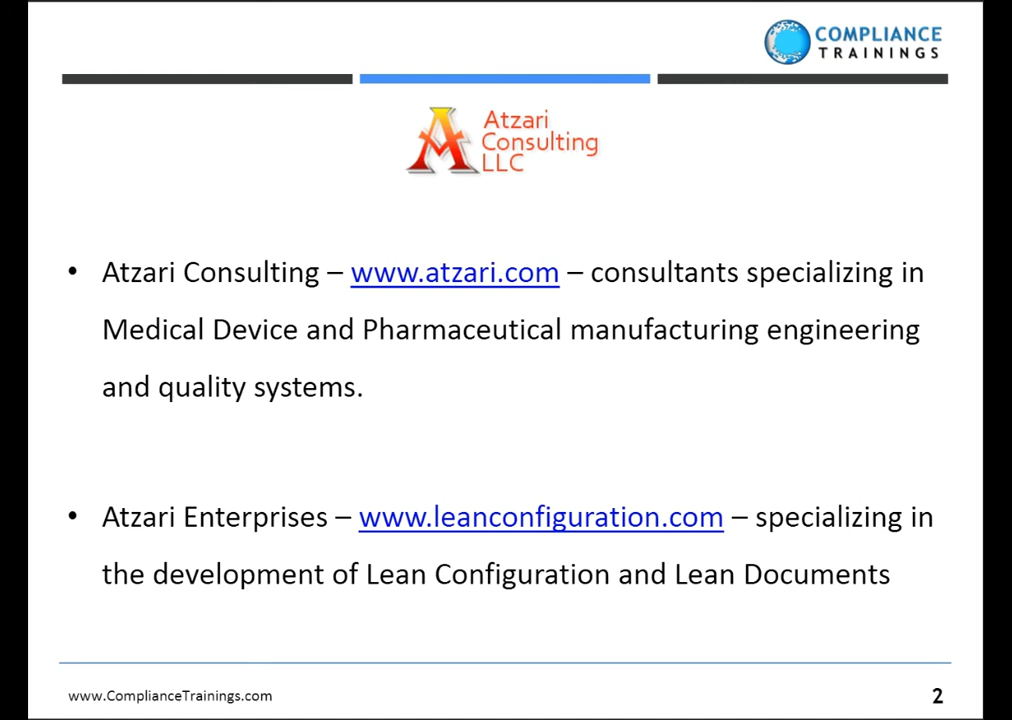 COMPLIANCE
TRAININGS
Atzari
Consulting
LLC
• Atzari Consulting – www.atzari.com – consultants specializing in
Medical Device and Pharmaceutical manufacturing engineering
and quality systems.
• Atzari Enterprises – www.leanconfiguration.com – specializing in
the development of Lean Configuration and Lean Documents
www.ComplianceTrainings.com
2